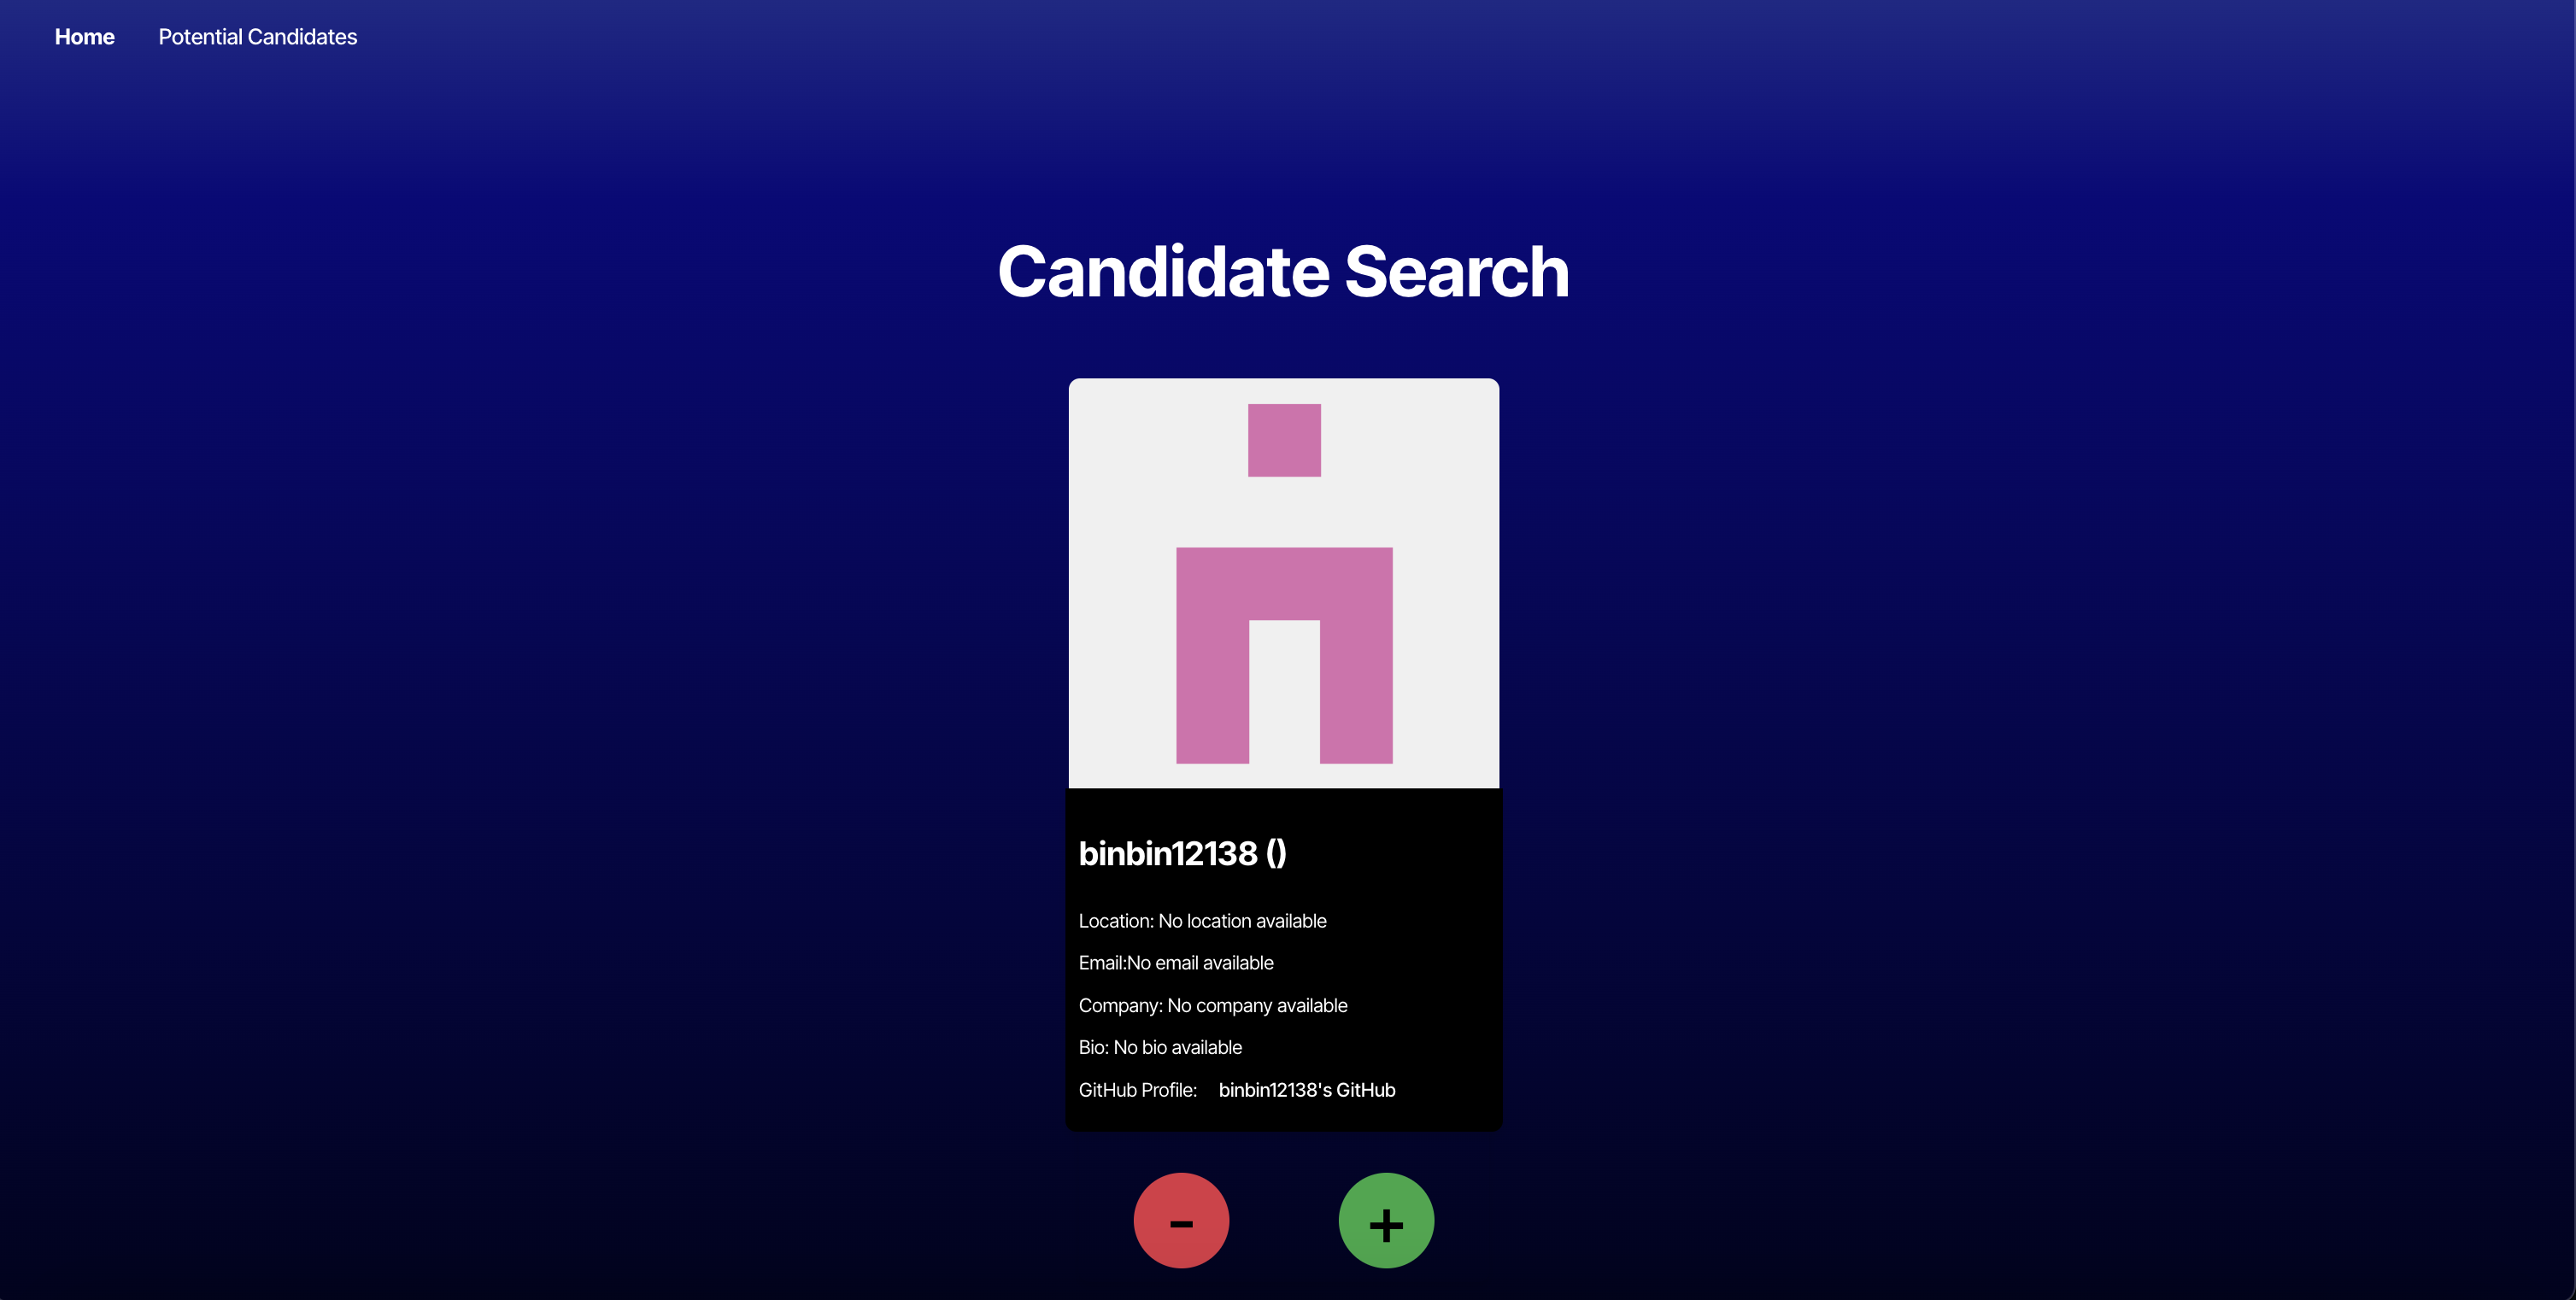 Home Potential Candidates
Candidate Search
binbin12138 ()
Location: No location available
Email:No email available
Company: No company available
Bio: No bio available
GitHub Profile: binbin12138's GitHub
- +